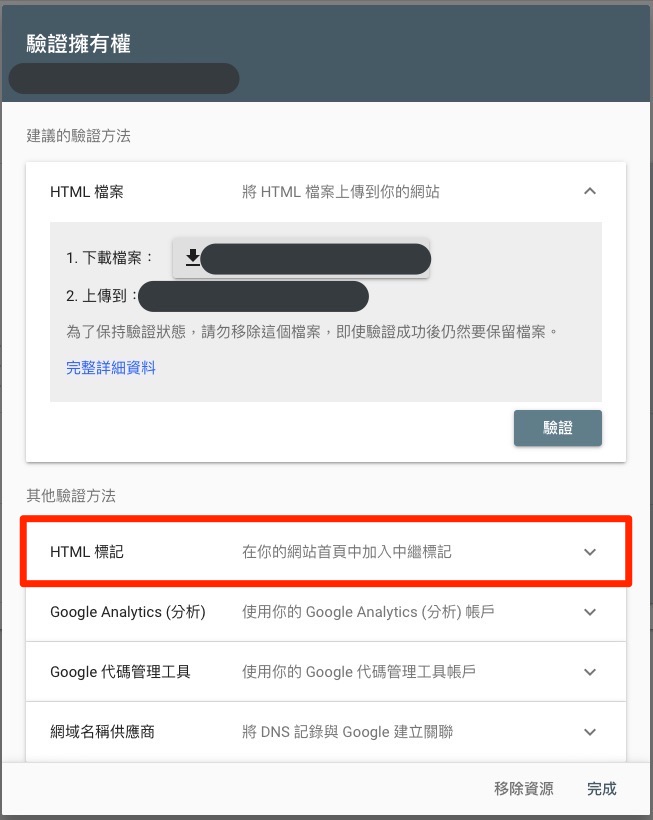 驗證擁有權
建議的驗證方法
HTML 檔案 將 HTML 檔案上傳到你的網站
1. 下載檔案：
2. 上傳到：
為了保持驗證狀態，請勿移除這個檔案，即使驗證成功後仍然要保留檔案。
完整詳細資料
驗證
其他驗證方法
HTML 標記 在你的網站首頁中加入中繼標記
Google Analytics (分析) 使用你的 Google Analytics (分析) 帳戶
Google 代碼管理工具 使用你的 Google 代碼管理工具帳戶
網域名稱供應商 將 DNS 記錄與 Google 建立關聯
移除資源 完成